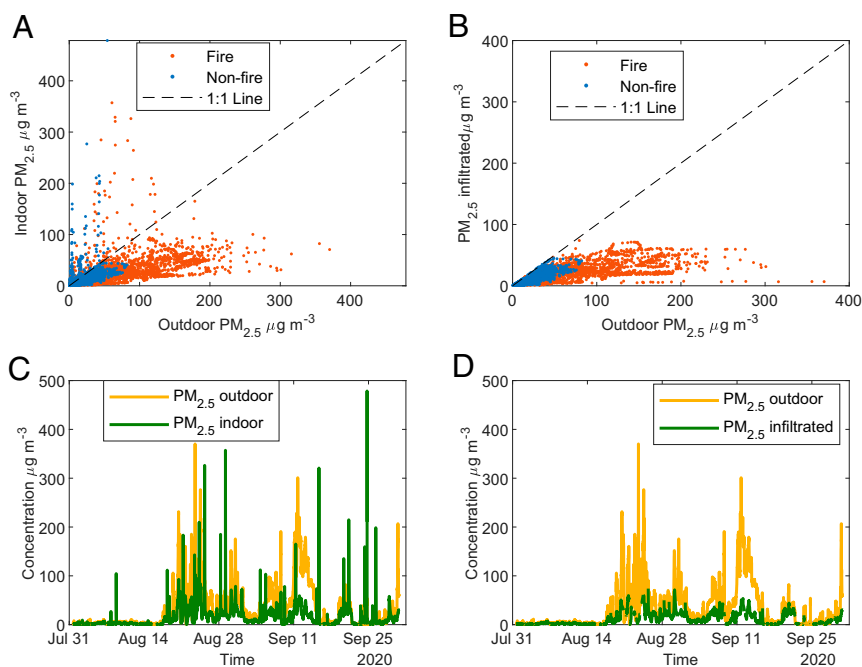 A
Indoor PM2.5 μg m-3
400
300
200
100
0
Fire
Non-fire
1:1 Line
0 100 200 300 400
Outdoor PM2.5 μg m-3
B
PM2.5 infiltrated μg m-3
400
300
200
100
0
Fire
Non-fire
1:1 Line
0 100 200 300 400
Outdoor PM2.5 μg m-3
C
Concentration μg m-3
500
400
300
200
100
0
PM2.5 outdoor
PM2.5 indoor
Jul 31 Aug 14 Aug 28 Sep 11 Sep 25
Time 2020
D
Concentration μg m-3
500
400
300
200
100
0
PM2.5 outdoor
PM2.5 infiltrated
Jul 31 Aug 14 Aug 28 Sep 11 Sep 25
Time 2020